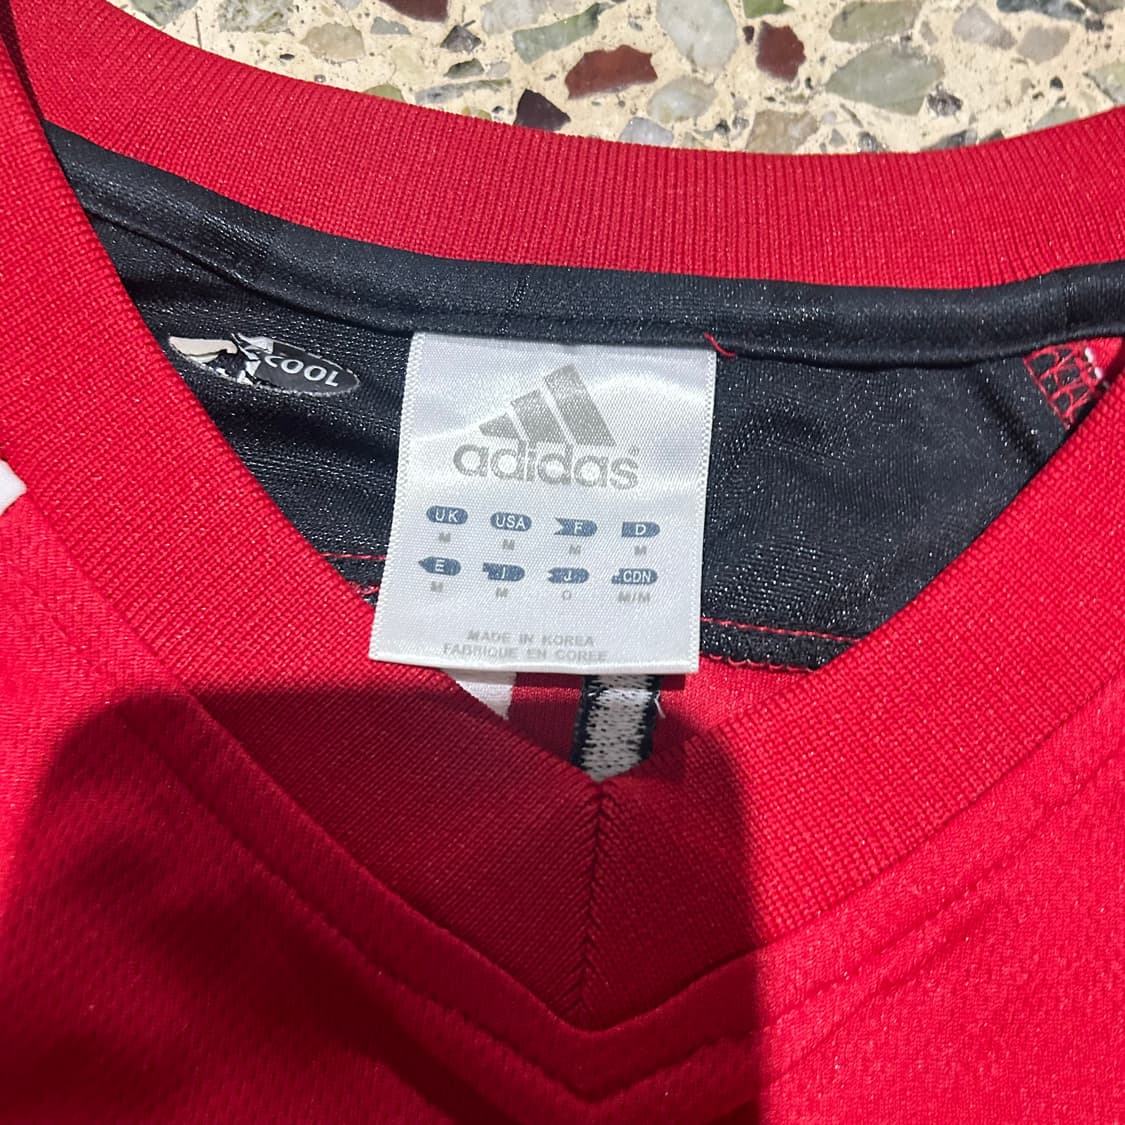 COOL
adidas®
UK USA F D
M M M M
E I J CDN
M M O M/M
MADE IN KOREA
FABRIQUE EN COREE